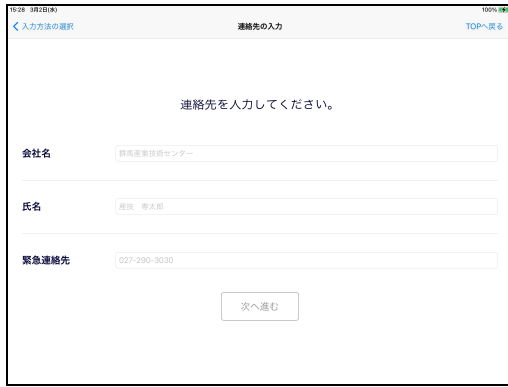 15:28 3月2日(水) 100%
入力方法の選択 連絡先の入力 TOPへ戻る
連絡先を入力してください。
会社名 群馬産業技術センター
氏名 産技 専太郎
緊急連絡先 027-290-3030
次へ進む